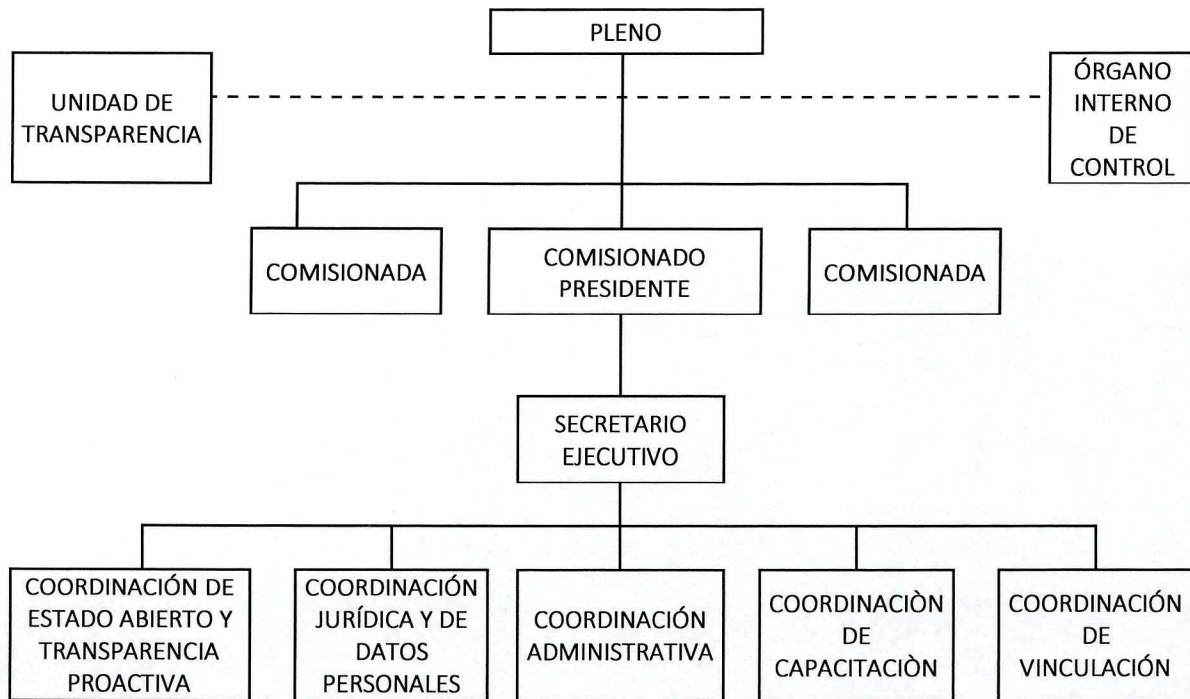 PLENO
UNIDAD DE
TRANSPARENCIA
ÓRGANO
INTERNO
DE
CONTROL
COMISIONADA
COMISIONADO
PRESIDENTE
COMISIONADA
SECRETARIO
EJECUTIVO
COORDINACIÓN DE
ESTADO ABIERTO Y
TRANSPARENCIA
PROACTIVA
COORDINACIÓN
JURÍDICA Y DE
DATOS
PERSONALES
COORDINACIÓN
ADMINISTRATIVA
COORDINACIÒN
DE
CAPACITACIÒN
COORDINACIÓN
DE
VINCULACIÓN